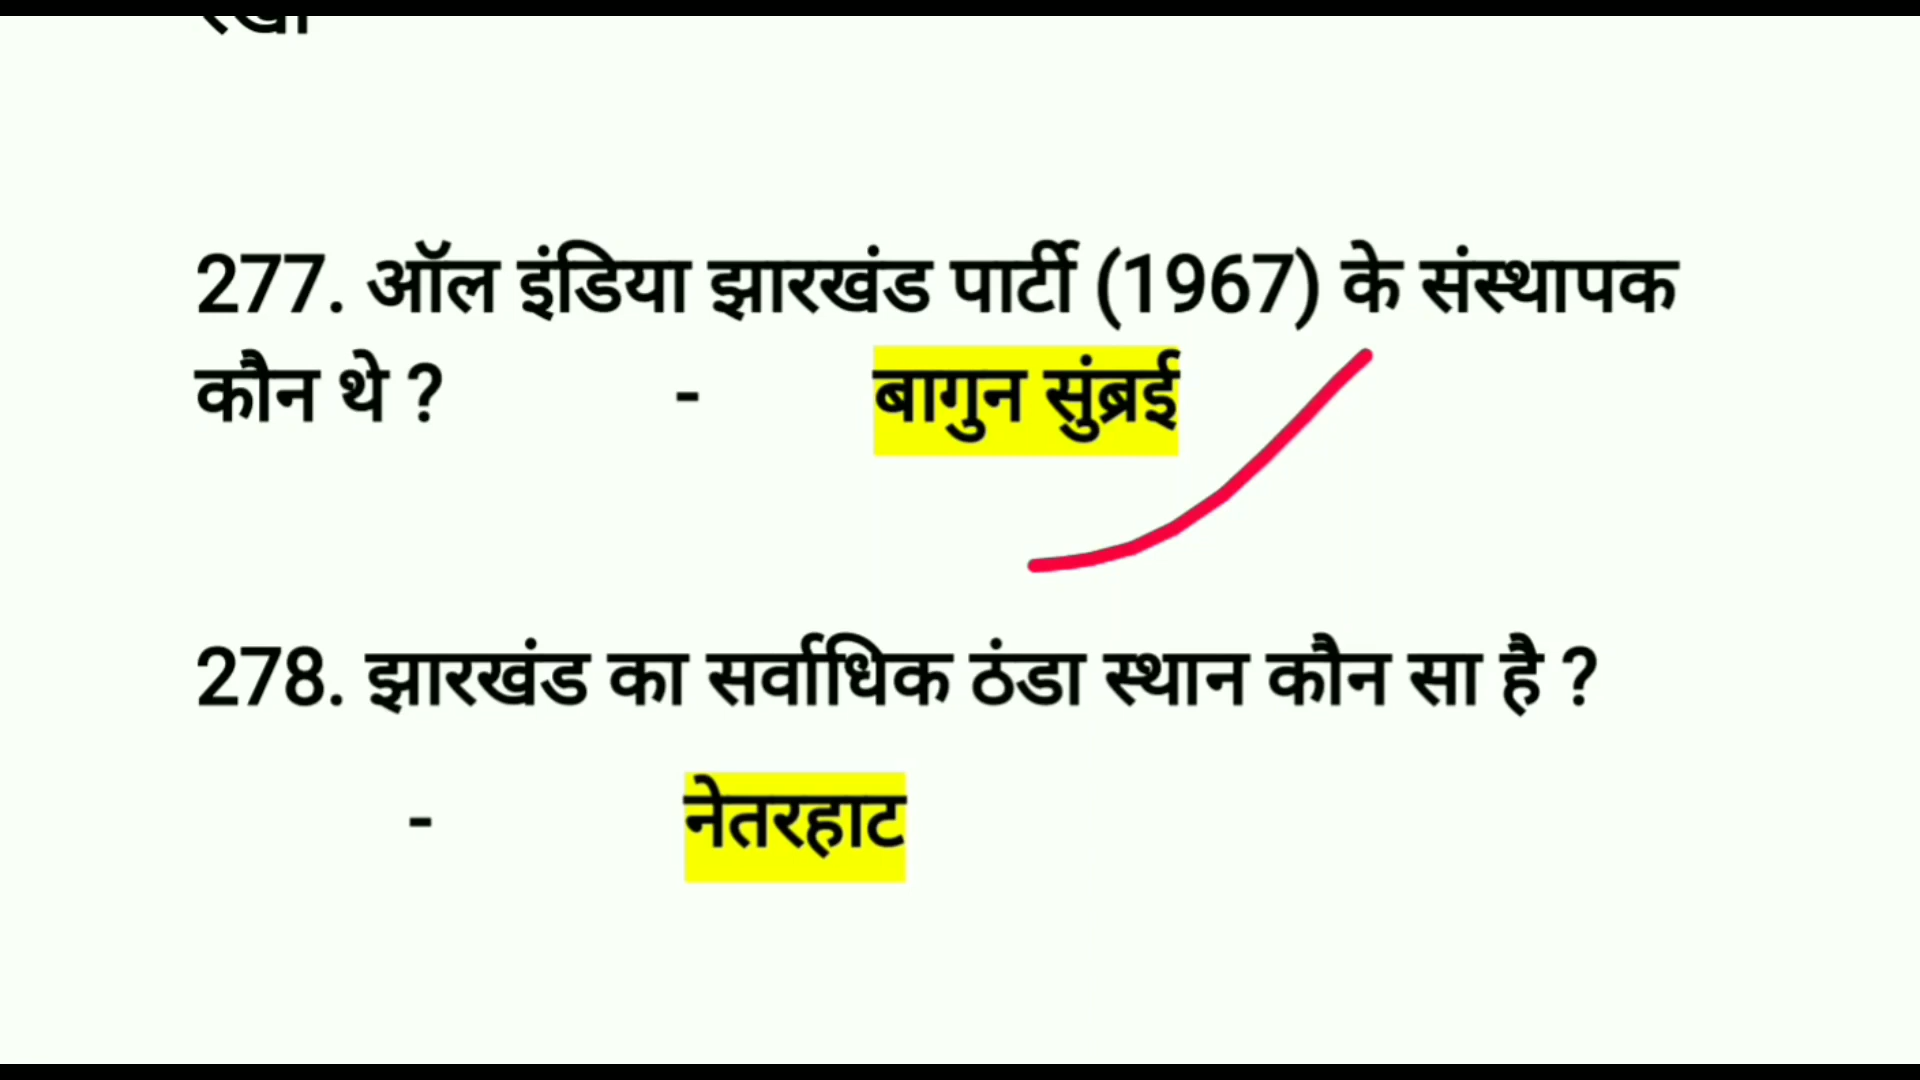 277. ऑल इंडिया झारखंड पार्टी (1967) के संस्थापक
कौन थे ? - बागुन सुंब्रई
278. झारखंड का सर्वाधिक ठंडा स्थान कौन सा है ?
- नेतरहाट